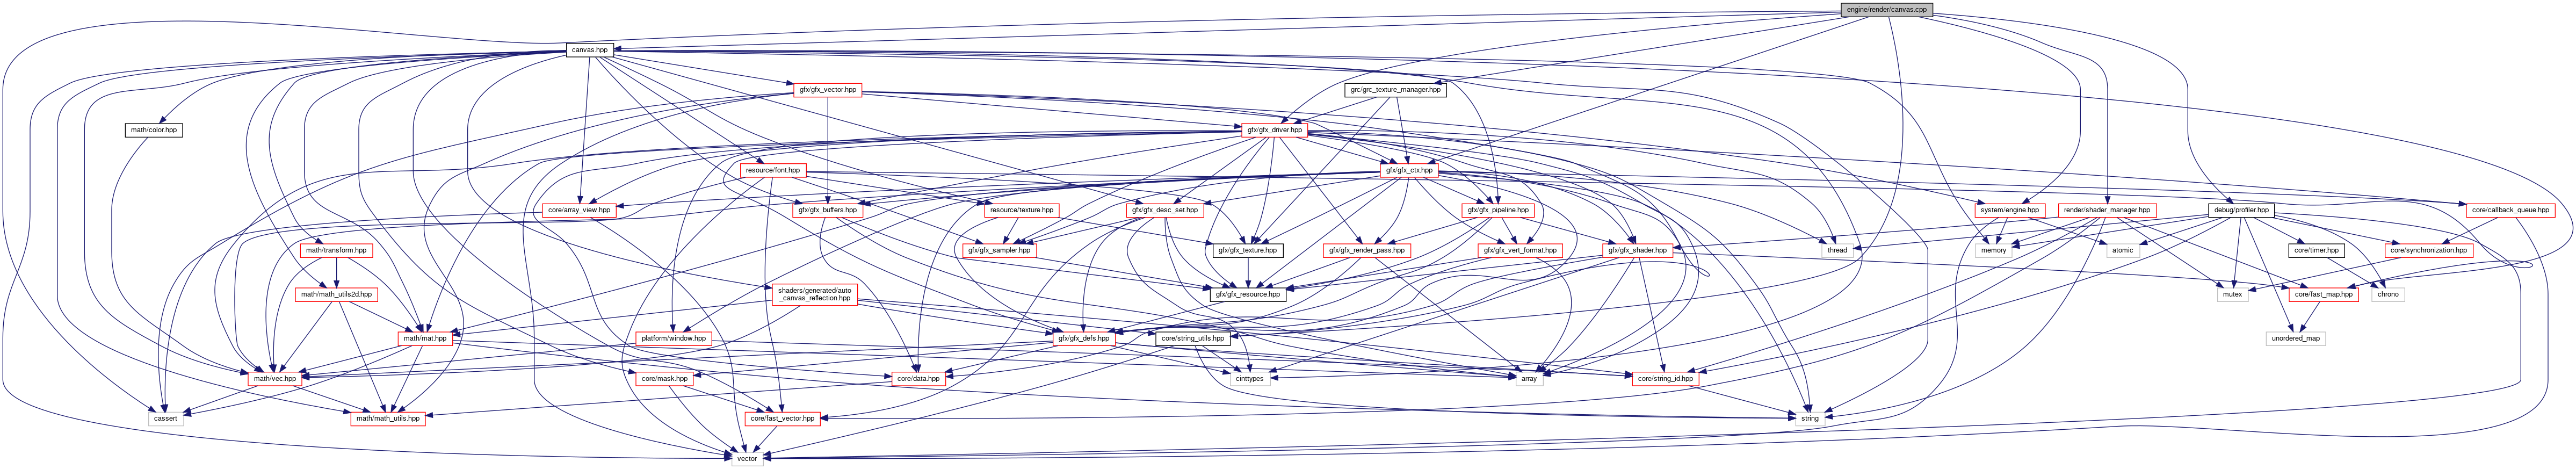 engine/render/canvas.cpp
canvas.hpp
gfx/gfx_vector.hpp
grc/grc_texture_manager.hpp
math/color.hpp
gfx/gfx_driver.hpp
resource/font.hpp
gfx/gfx_ctx.hpp
core/array_view.hpp
gfx/gfx_buffers.hpp
resource/texture.hpp
gfx/gfx_desc_set.hpp
gfx/gfx_pipeline.hpp
system/engine.hpp
render/shader_manager.hpp
debug/profiler.hpp
core/callback_queue.hpp
math/transform.hpp
gfx/gfx_sampler.hpp
gfx/gfx_texture.hpp
gfx/gfx_render_pass.hpp
gfx/gfx_vert_format.hpp
gfx/gfx_shader.hpp
thread
memory
atomic
core/timer.hpp
core/synchronization.hpp
math/math_utils2d.hpp
shaders/generated/auto
_canvas_reflection.hpp
gfx/gfx_resource.hpp
mutex
core/fast_map.hpp
chrono
math/mat.hpp
platform/window.hpp
gfx/gfx_defs.hpp
core/string_utils.hpp
unordered_map
math/vec.hpp
core/mask.hpp
core/data.hpp
cinttypes
array
core/string_id.hpp
cassert
math/math_utils.hpp
core/fast_vector.hpp
string
vector